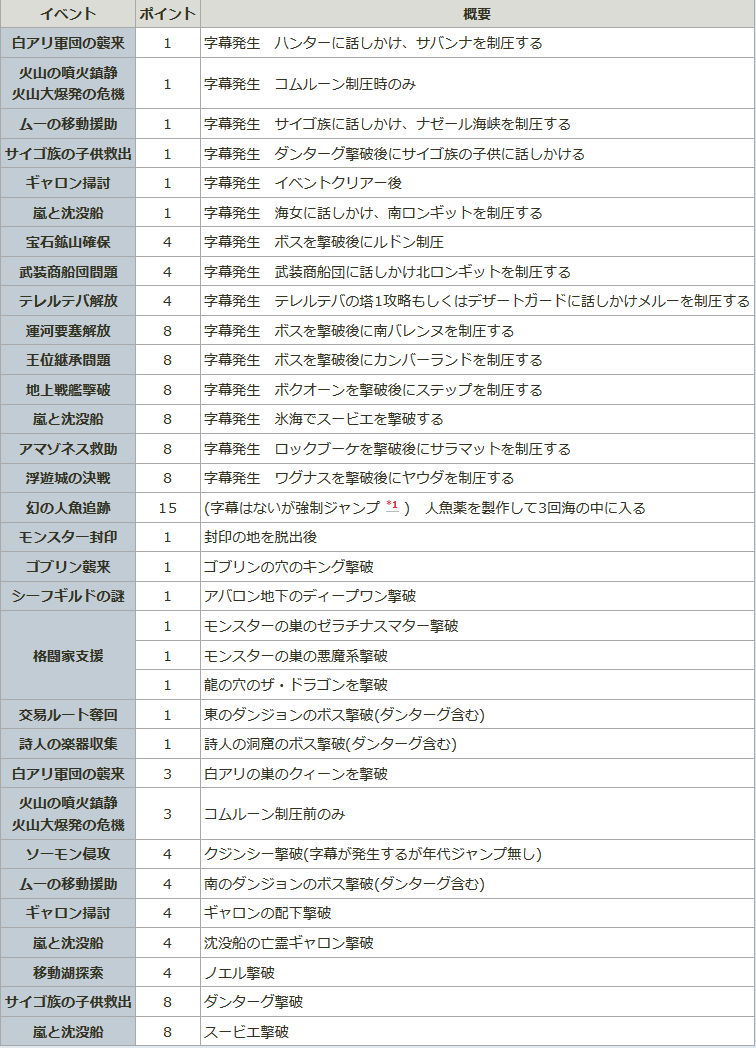 イベント ポイント 概要
白アリ軍団の襲来 1 字幕発生　ハンターに話しかけ、サバンナを制圧する
火山の噴火鎮静
火山大爆発の危機 1 字幕発生　コムルーン制圧時のみ
ムーの移動援助 1 字幕発生　サイゴ族に話しかけ、ナゼール海峡を制圧する
サイゴ族の子供救出 1 字幕発生　ダンターグ撃破後にサイゴ族の子供に話しかける
ギャロン掃討 1 字幕発生　イベントクリアー後
嵐と沈没船 1 字幕発生　海女に話しかけ、南ロンギットを制圧する
宝石鉱山確保 4 字幕発生　ボスを撃破後にルドン制圧
武装商船団問題 4 字幕発生　武装商船団に話しかけ北ロンギットを制圧する
テレルテバ解放 4 字幕発生　テレルテバの塔1攻略もしくはデザートガードに話しかけメルーを制圧する
運河要塞解放 8 字幕発生　ボスを撃破後に南バレンヌを制圧する
王位継承問題 8 字幕発生　ボスを撃破後にカンバーランドを制圧する
地上戦艦撃破 8 字幕発生　ボクオーンを撃破後にステップを制圧する
嵐と沈没船 8 字幕発生　氷海でスービエを撃破する
アマゾネス救助 8 字幕発生　ロックブーケを撃破後にサラマットを制圧する
浮遊城の決戦 8 字幕発生　ワグナスを撃破後にヤウダを制圧する
幻の人魚追跡 15 (字幕はないが強制ジャンプ *1 )　人魚薬を製作して3回海の中に入る
モンスター封印 1 封印の地を脱出後
ゴブリン襲来 1 ゴブリンの穴のキング撃破
シーフギルドの謎 1 アバロン地下のディープワン撃破
格闘家支援 1 モンスターの巣のゼラチナスマター撃破
1 モンスターの巣の悪魔系撃破
1 龍の穴のザ・ドラゴンを撃破
交易ルート奪回 1 東のダンジョンのボス撃破(ダンターグ含む)
詩人の楽器収集 1 詩人の洞窟のボス撃破(ダンターグ含む)
白アリ軍団の襲来 3 白アリの巣のクィーンを撃破
火山の噴火鎮静
火山大爆発の危機 3 コムルーン制圧前のみ
ソーモン侵攻 4 クジンシー撃破(字幕が発生するが年代ジャンプ無し)
ムーの移動援助 4 南のダンジョンのボス撃破(ダンターグ含む)
ギャロン掃討 4 ギャロンの配下撃破
嵐と沈没船 4 沈没船の亡霊ギャロン撃破
移動湖探索 4 ノエル撃破
サイゴ族の子供救出 8 ダンターグ撃破
嵐と沈没船 8 スービエ撃破